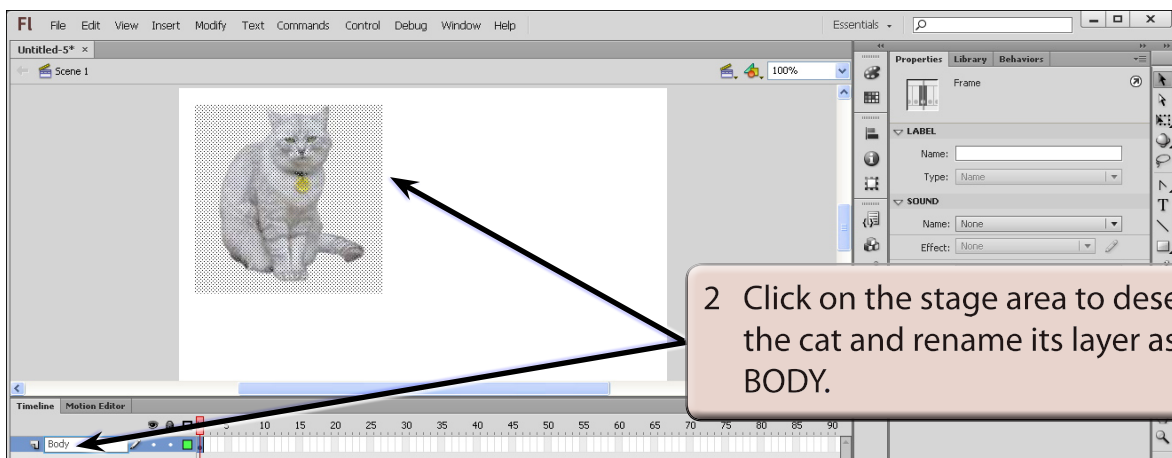 Fl File Edit View Insert Modify Text Commands Control Debug Window Help Essentials
Untitled-5* ×
Scene 1 100%
Properties Library Behaviors
Frame
LABEL
Name:
Type: Name
SOUND
Name: None
Effect: None
2 Click on the stage area to dese
the cat and rename its layer as
BODY.
Timeline Motion Editor
5 10 15 20 25 30 35 40 45 50 55 60 65 70 75 80 85 90
Body